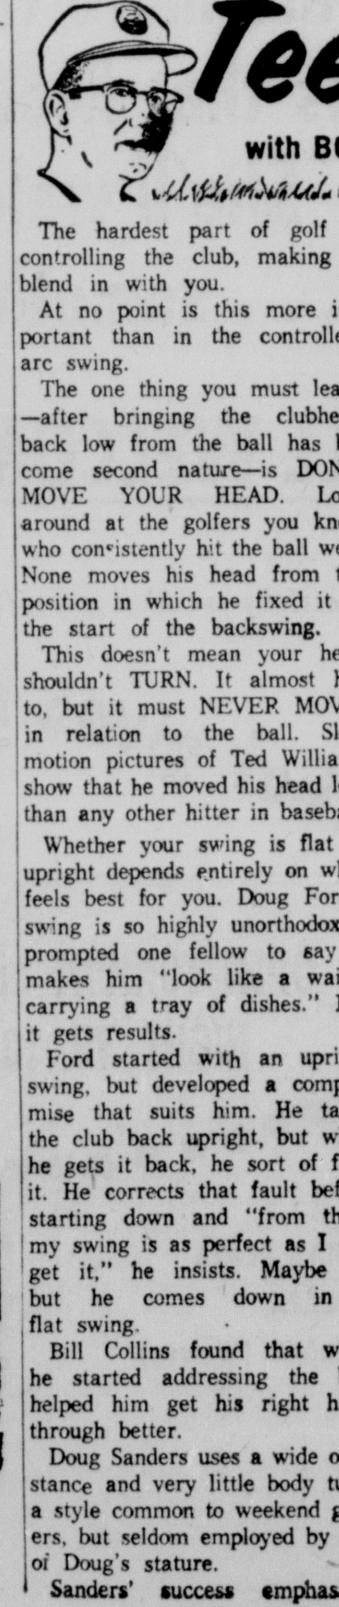 Tee
with BO
The hardest part of golf
controlling the club, making
blend in with you.
At no point is this more i
portant than in the controlle
arc swing.
The one thing you must lea
—after bringing the clubhe
back low from the ball has b
come second nature—is DON
MOVE YOUR HEAD. Lo
around at the golfers you kn
who consistently hit the ball we
None moves his head from t
position in which he fixed it
the start of the backswing.
This doesn't mean your he
shouldn't TURN. It almost h
to, but it must NEVER MOV
in relation to the ball. Sl
motion pictures of Ted Willia
show that he moved his head l
than any other hitter in baseba
Whether your swing is flat
upright depends entirely on wh
feels best for you. Doug For
swing is so highly unorthodox
prompted one fellow to say
makes him "look like a wai
carrying a tray of dishes."
it gets results.
Ford started with an upri
swing, but developed a comp
mise that suits him. He ta
the club back upright, but w
he gets it back, he sort of f
it. He corrects that fault bef
starting down and "from th
my swing is as perfect as I
get it," he insists. Maybe
but he comes down in
flat swing.
Bill Collins found that w
he started addressing the
helped him get his right h
through better.
Doug Sanders uses a wide o
stance and very little body tu
a style common to weekend g
ers, but seldom employed by
of Doug's stature.
Sanders' success emphas